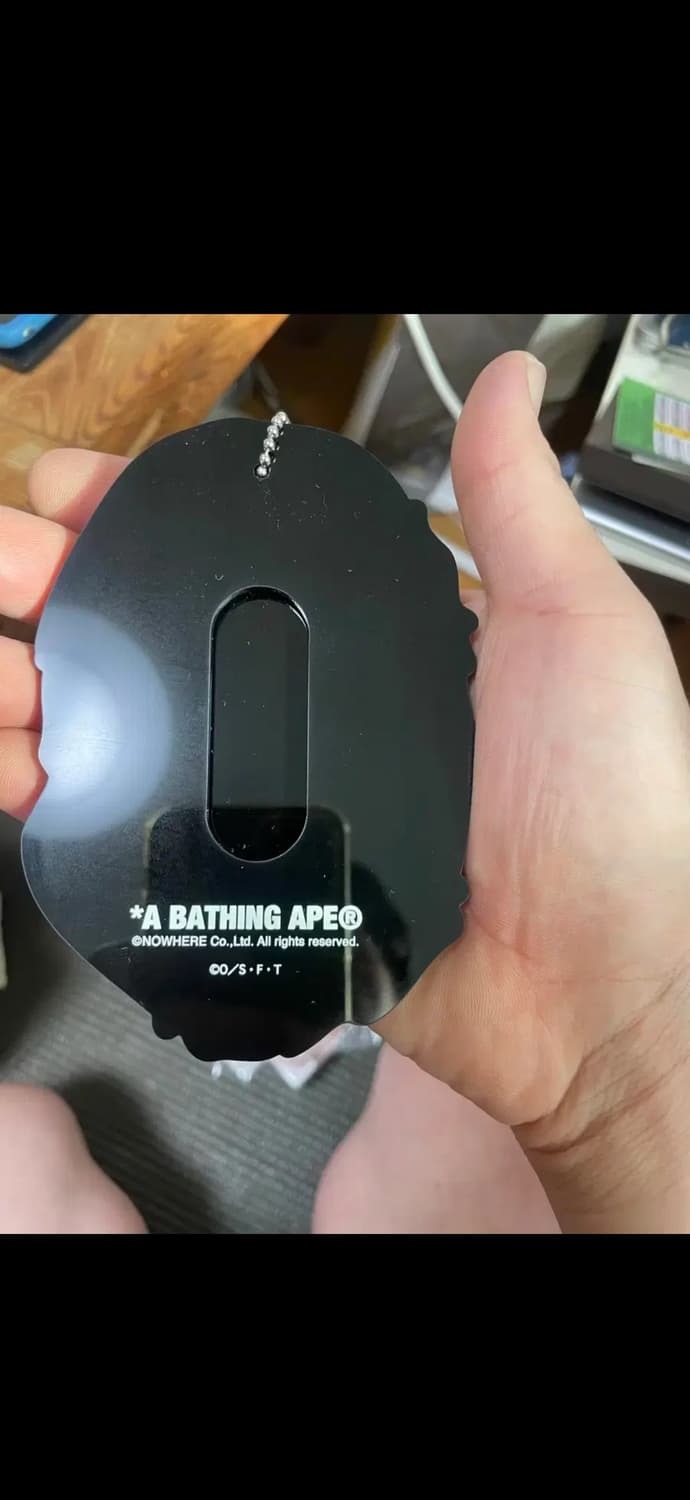 *A BATHING APE®
©NOWHERE Co.,Ltd. All rights reserved.
©O/S・F・T